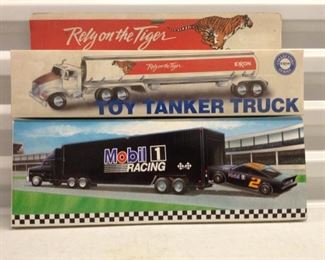 Rely on the Tiger
Rely on the Tiger
EXXON
TOY TANKER TRUCK
Mobil 1
RACING
2